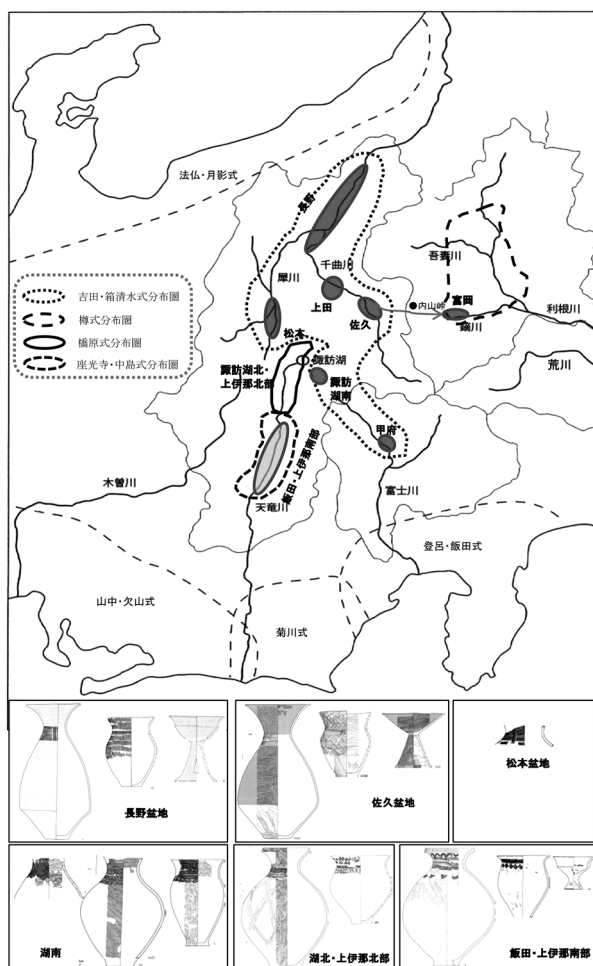 法仏・月影式
長野
吾妻川
千曲川
犀川
●内山峠
富岡
上田
佐久
利根川
鏑川
松本
荒川
吉田・箱清水式分布圏
樽式分布圏
橋原式分布圏
座光寺・中島式分布圏
諏訪湖
諏訪湖北・
上伊那北部
諏訪
湖南
甲府
飯田・上伊那南部
木曽川
富士川
天竜川
登呂・飯田式
山中・欠山式
菊川式
長野盆地
佐久盆地
松本盆地
湖南
湖北・上伊那北部
飯田・上伊那南部